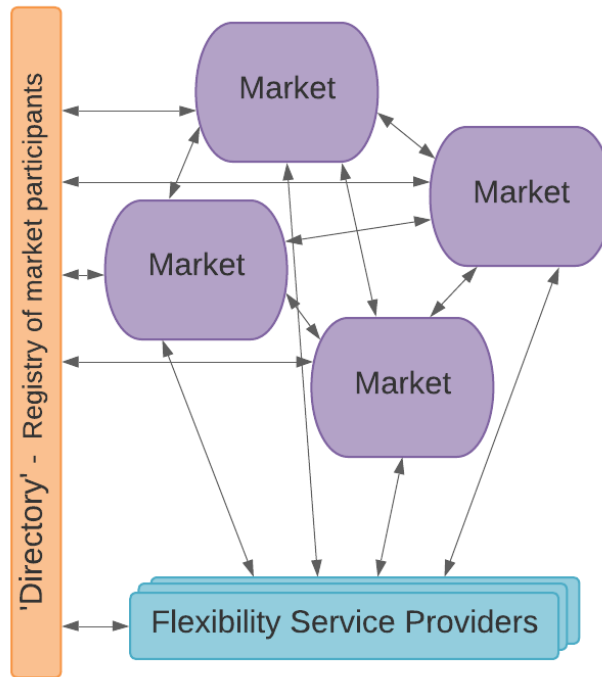 'Directory' - Registry of market participants
Market
Market
Market
Market
Flexibility Service Providers